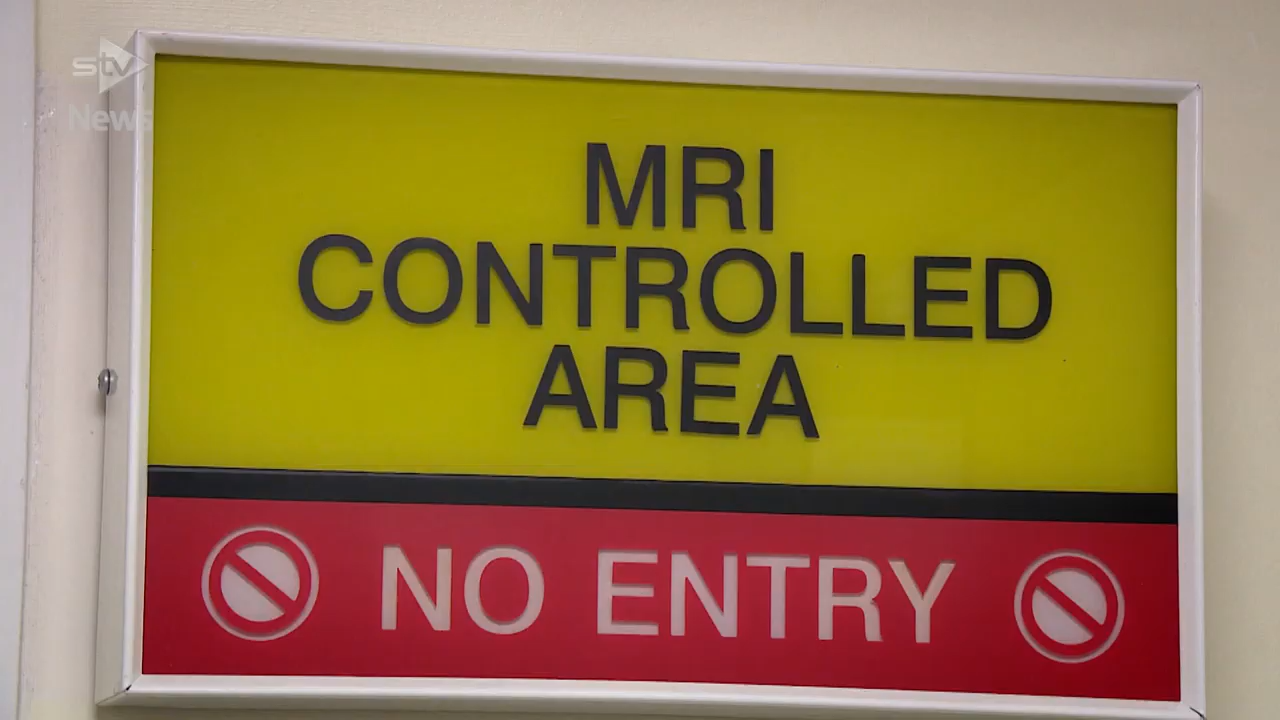 stv
News
MRI
CONTROLLED
AREA
NO ENTRY